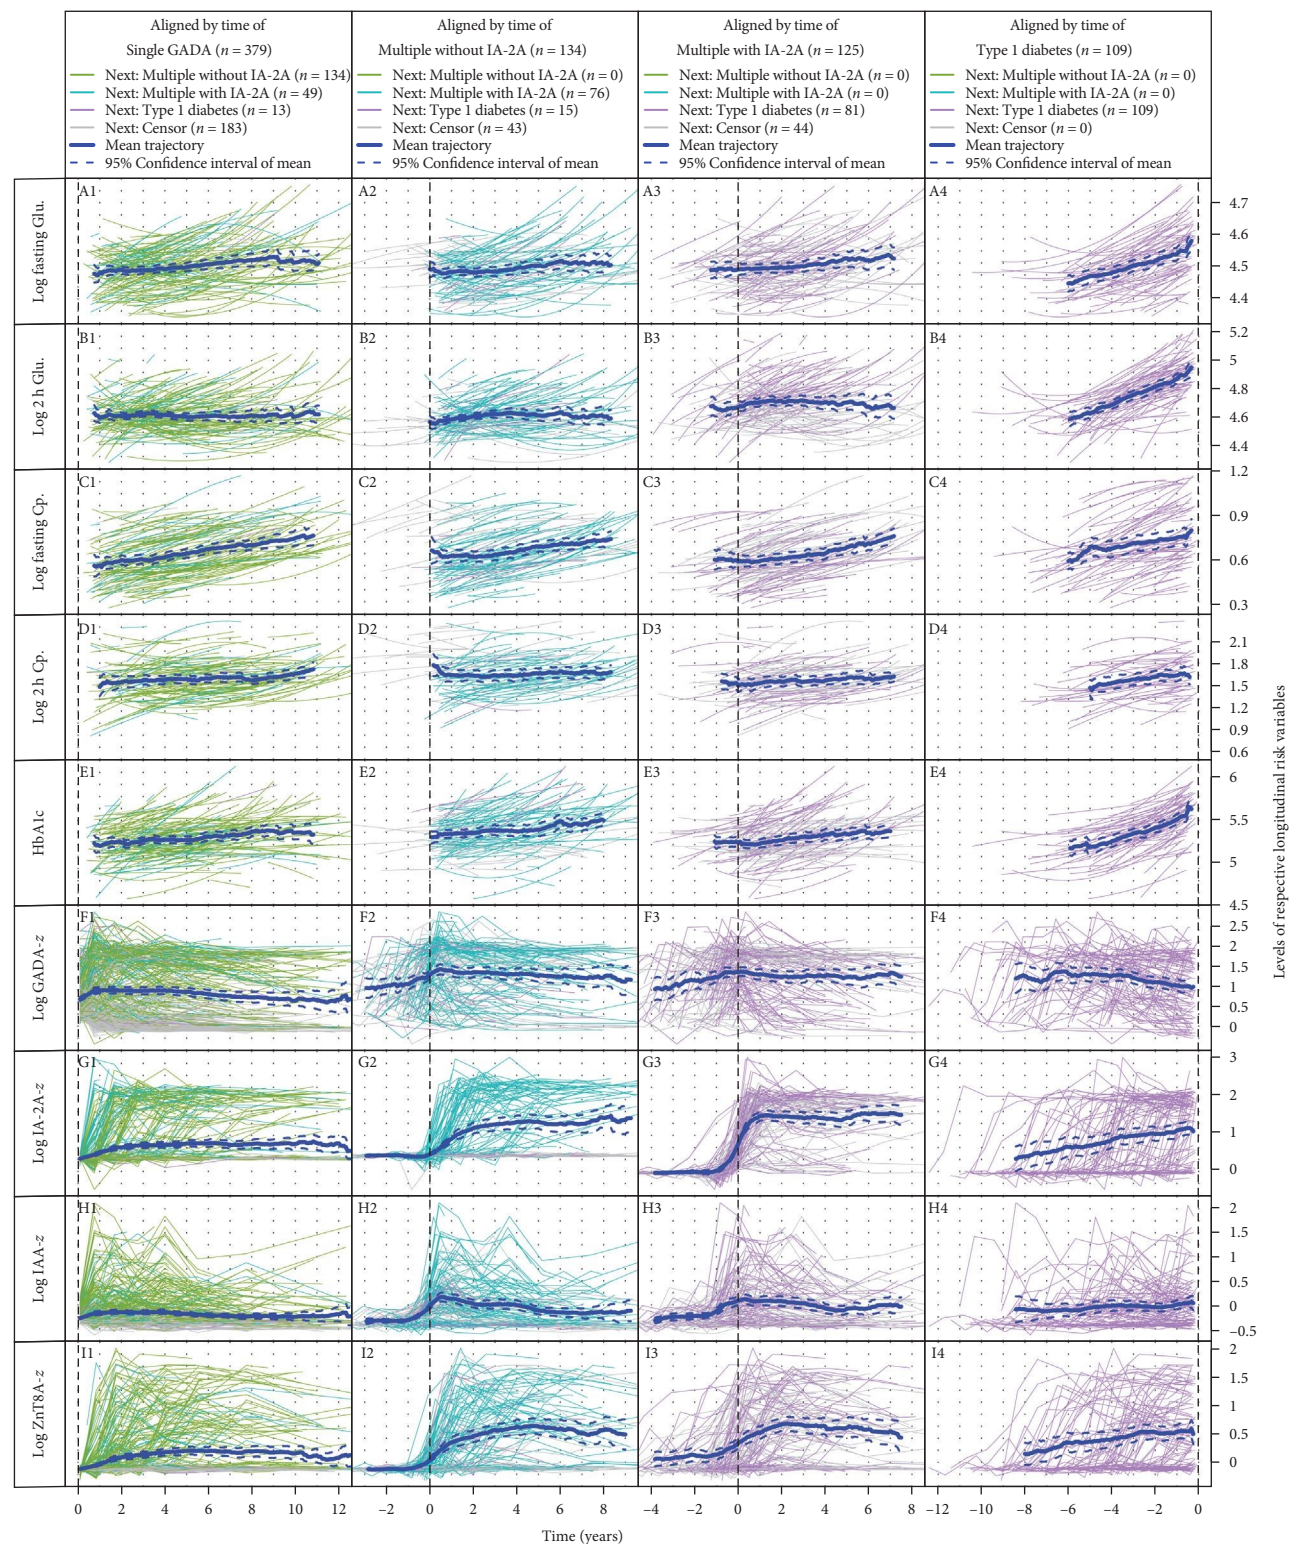 Aligned by time of
Single GADA (n = 379)
Next: Multiple without IA-2A (n = 134)
Next: Multiple with IA-2A (n = 49)
Next: Type 1 diabetes (n = 13)
Next: Censor (n = 183)
Mean trajectory
95% Confidence interval of mean
Aligned by time of
Multiple without IA-2A (n = 134)
Next: Multiple without IA-2A (n = 0)
Next: Multiple with IA-2A (n = 76)
Next: Type 1 diabetes (n = 15)
Next: Censor (n = 43)
Mean trajectory
95% Confidence interval of mean
Aligned by time of
Multiple with IA-2A (n = 125)
Next: Multiple without IA-2A (n = 0)
Next: Multiple with IA-2A (n = 0)
Next: Type 1 diabetes (n = 81)
Next: Censor (n = 44)
Mean trajectory
95% Confidence interval of mean
Aligned by time of
Type 1 diabetes (n = 109)
Next: Multiple without IA-2A (n = 0)
Next: Multiple with IA-2A (n = 0)
Next: Type 1 diabetes (n = 109)
Next: Censor (n = 0)
Mean trajectory
95% Confidence interval of mean
Log fasting Glu.
A1 A2 A3 A4
4.7
4.6
4.5
4.4
Log 2 h Glu.
B1 B2 B3 B4
5.2
5
4.8
4.6
4.4
Log fasting Cp.
C1 C2 C3 C4
1.2
0.9
0.6
0.3
Log 2 h Cp.
D1 D2 D3 D4
2.1
1.8
1.5
1.2
0.9
0.6
HbA1c
E1 E2 E3 E4
6
5.5
5
4.5
Log GADA-z
F1 F2 F3 F4
2.5
2
1.5
1
0.5
0
Log IA-2A-z
G1 G2 G3 G4
3
2
1
0
Log IAA-z
H1 H2 H3 H4
2
1.5
1
0.5
0
−0.5
Log ZnT8A-z
I1 I2 I3 I4
2
1.5
1
0.5
0
Levels of respective longitudinal risk variables
0 2 4 6 8 10 12 −2 0 2 4 6 8 −4 −2 0 2 4 6 8 −12 −10 −8 −6 −4 −2 0
Time (years)